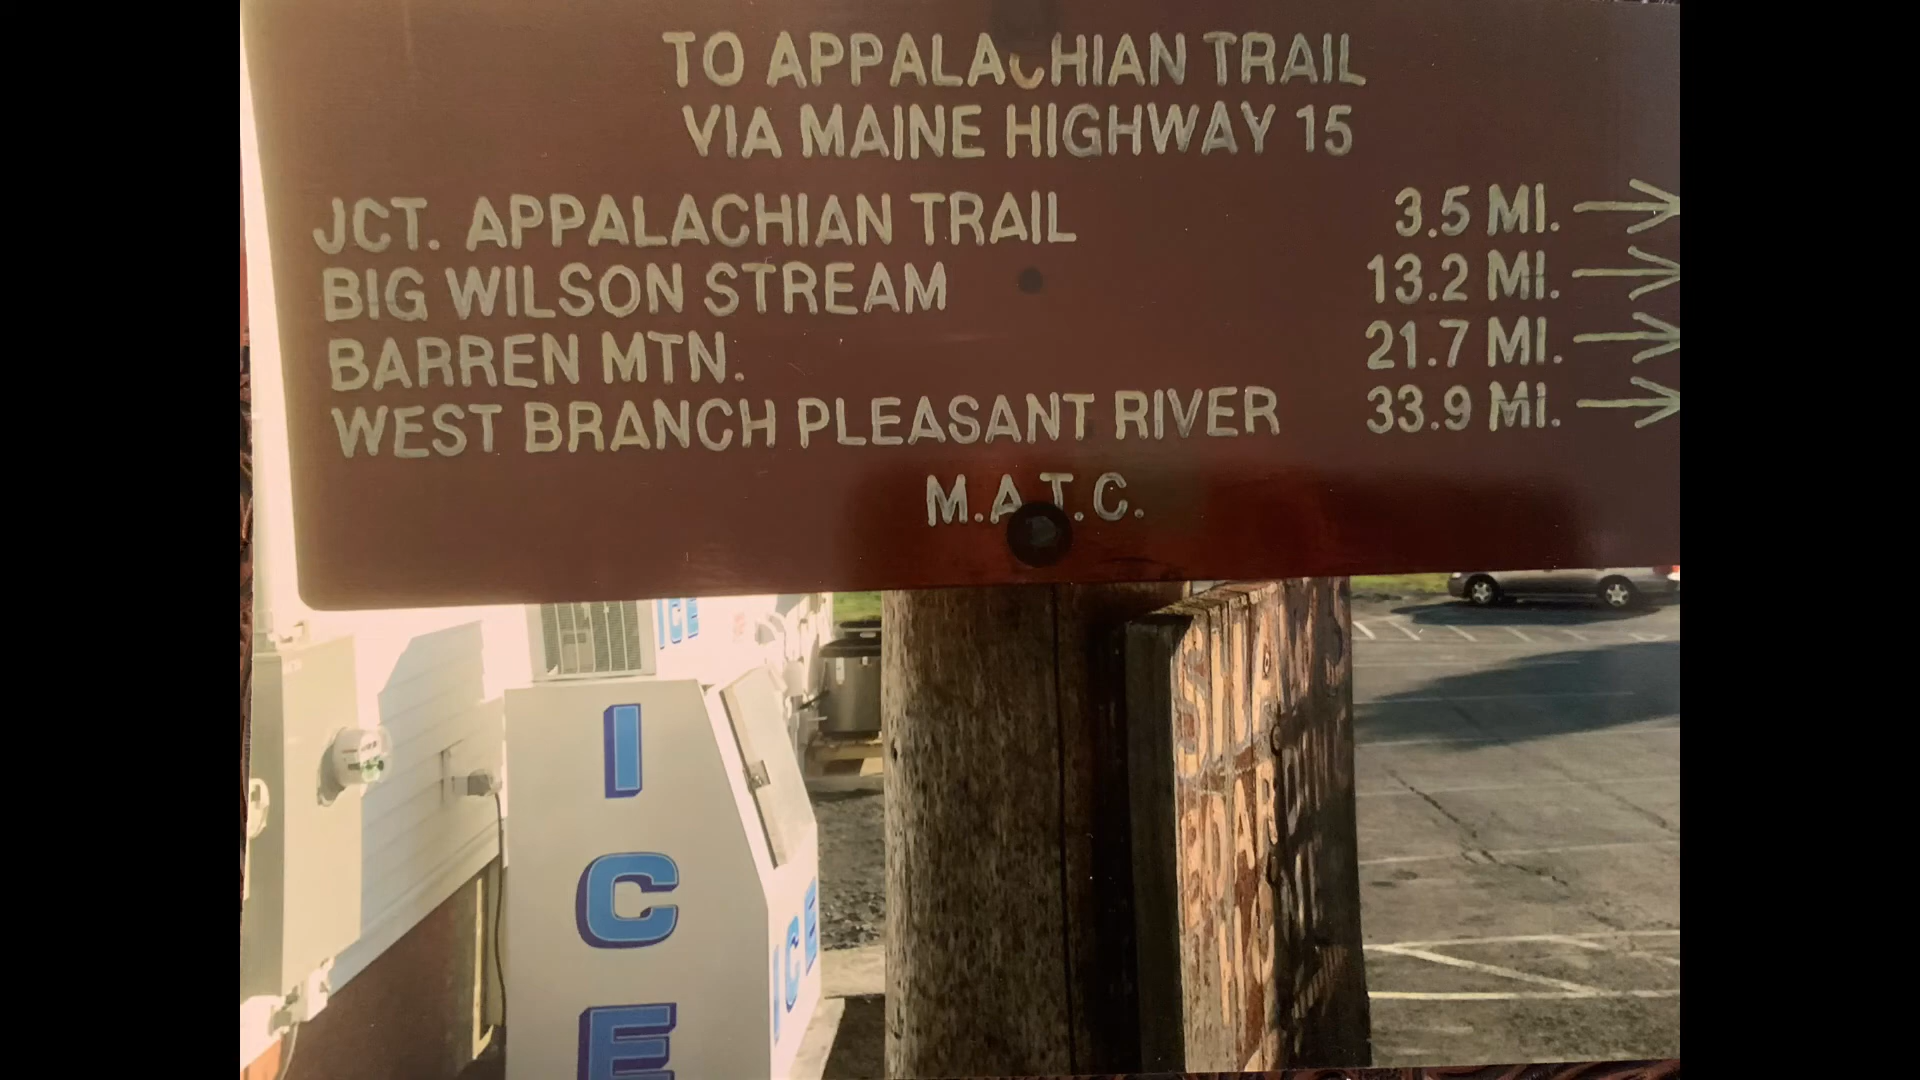 TO APPALACHIAN TRAIL
VIA MAINE HIGHWAY 15
JCT. APPALACHIAN TRAIL 3.5 MI.
BIG WILSON STREAM 13.2 MI.
BARREN MTN. 21.7 MI.
WEST BRANCH PLEASANT RIVER 33.9 MI.
M.A.T.C.
ICE
ICE
ICE